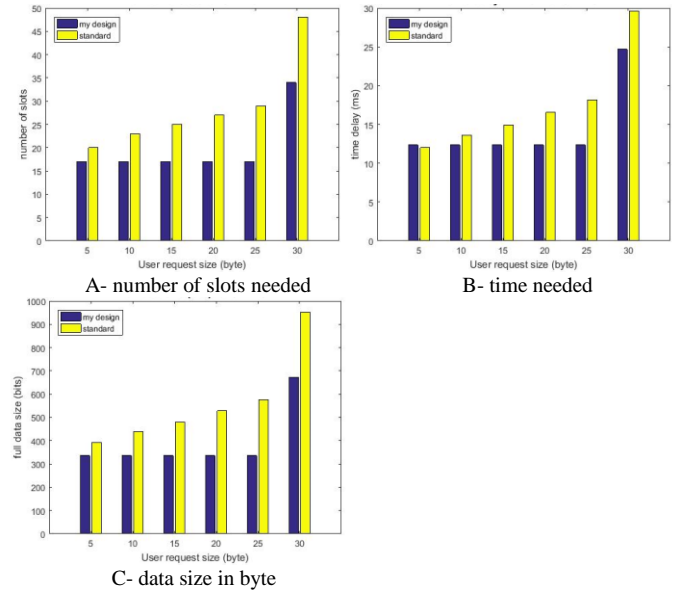 my design
standard
number of slots
50
45
40
35
30
25
20
15
10
5
0
5 10 15 20 25 30
User request size (byte)
A- number of slots needed
my design
standard
time delay (ms)
30
25
20
15
10
5
0
5 10 15 20 25 30
User request size (byte)
B- time needed
my design
standard
full data size (bits)
1000
900
800
700
600
500
400
300
200
100
0
5 10 15 20 25 30
User request size (byte)
C- data size in byte